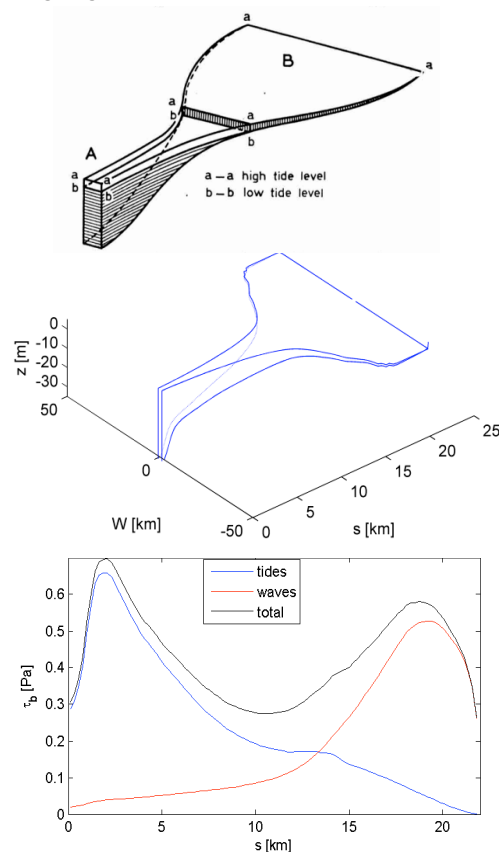 a
B
a
a
b
A
a
b
a
b
a
b
a – a high tide level
b – b low tide level
0
-10
-20
-30
z [m]
50
0
-50
W [km]
0
5
10
15
20
25
s [km]
tides
waves
total
0.6
0.5
0.4
0.3
0.2
0.1
0
τb [Pa]
0
5
10
15
20
s [km]